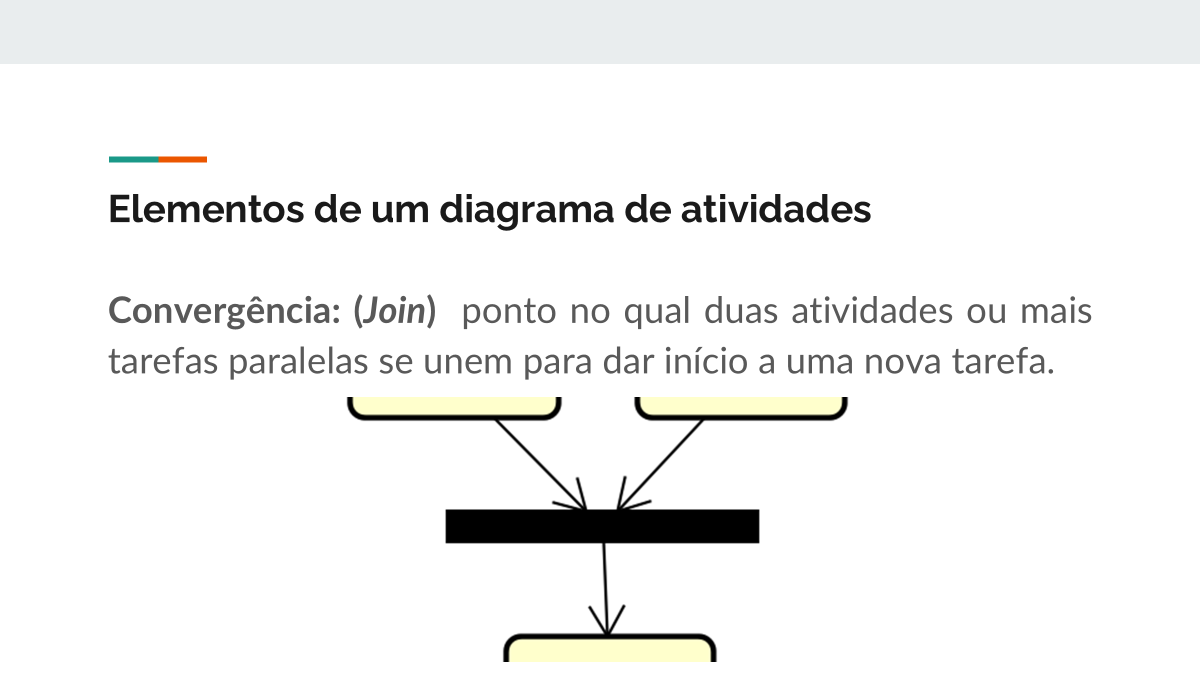 Elementos de um diagrama de atividades
Convergência: (Join) ponto no qual duas atividades ou mais
tarefas paralelas se unem para dar início a uma nova tarefa.